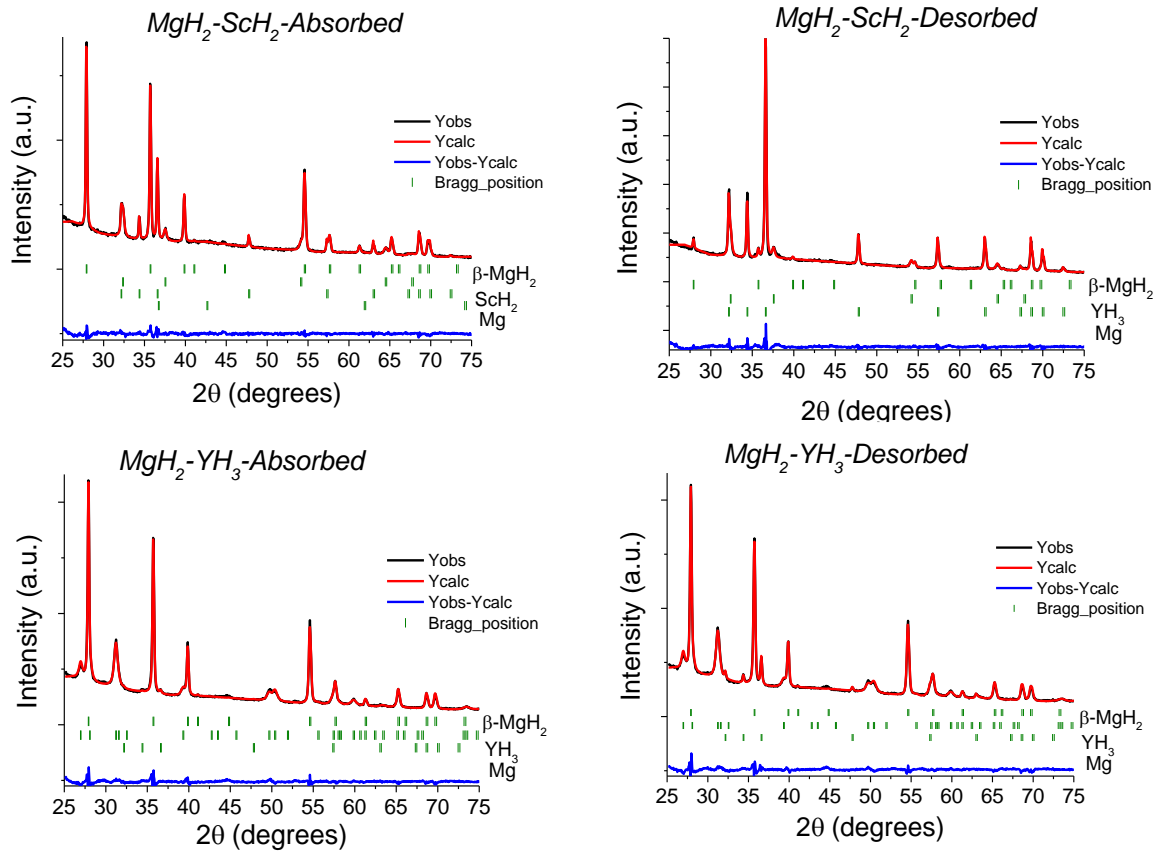 MgH₂-ScH₂-Absorbed
Intensity (a.u.)
Yobs
Ycalc
Yobs-Ycalc
Bragg_position
β-MgH₂
ScH₂
Mg
25 30 35 40 45 50 55 60 65 70 75
2θ (degrees)
MgH₂-ScH₂-Desorbed
Intensity (a.u.)
Yobs
Ycalc
Yobs-Ycalc
Bragg_position
β-MgH₂
YH₃
Mg
25 30 35 40 45 50 55 60 65 70 75
2θ (degrees)
MgH₂-YH₃-Absorbed
Intensity (a.u.)
Yobs
Ycalc
Yobs-Ycalc
Bragg_position
β-MgH₂
YH₃
Mg
25 30 35 40 45 50 55 60 65 70 75
2θ (degrees)
MgH₂-YH₃-Desorbed
Intensity (a.u.)
Yobs
Ycalc
Yobs-Ycalc
Bragg_position
β-MgH₂
YH₃
Mg
25 30 35 40 45 50 55 60 65 70 75
2θ (degrees)